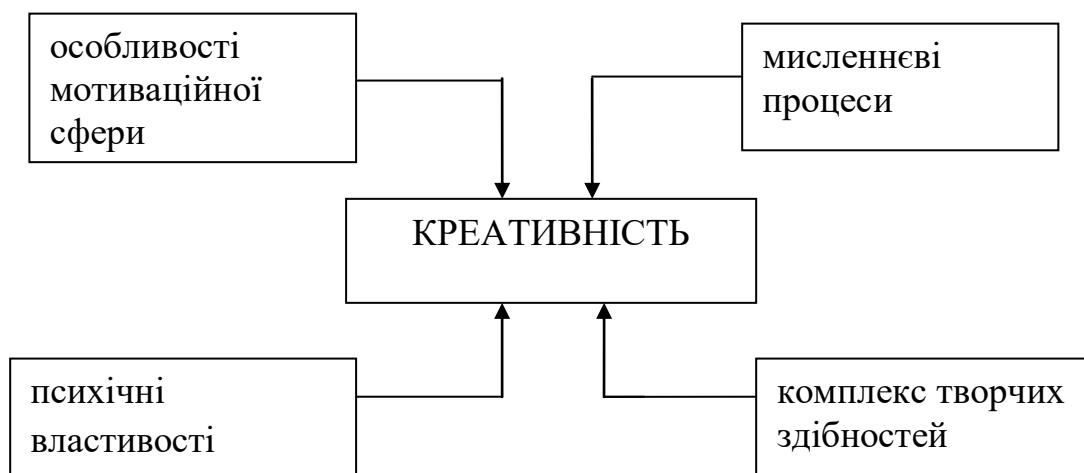 особливості
мотиваційної
сфери
мисленнєві
процеси
КРЕАТИВНІСТЬ
психічні
властивості
комплекс творчих
здібностей